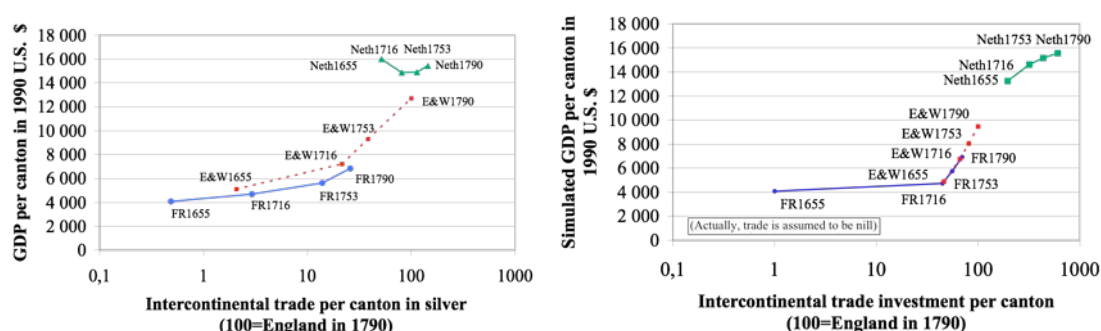 GDP per canton in 1990 U.S. $
18 000
16 000
14 000
12 000
10 000
8 000
6 000
4 000
2 000
0
Neth1716 Neth1753
Neth1655
Neth1790
E&W1790
E&W1753
E&W1716
E&W1655
FR1790
FR1753
FR1716
FR1655
0,1 1 10 100 1000
Intercontinental trade per canton in silver
(100=England in 1790)
Simulated GDP per canton in
1990 U.S. $
18 000
16 000
14 000
12 000
10 000
8 000
6 000
4 000
2 000
0
Neth1753 Neth1790
Neth1716
Neth1655
E&W1790
E&W1753
E&W1716
FR1790
E&W1655
FR1753
FR1716
FR1655
(Actually, trade is assumed to be nill)
0,1 1 10 100 1000
Intercontinental trade investment per canton
(100=England in 1790)